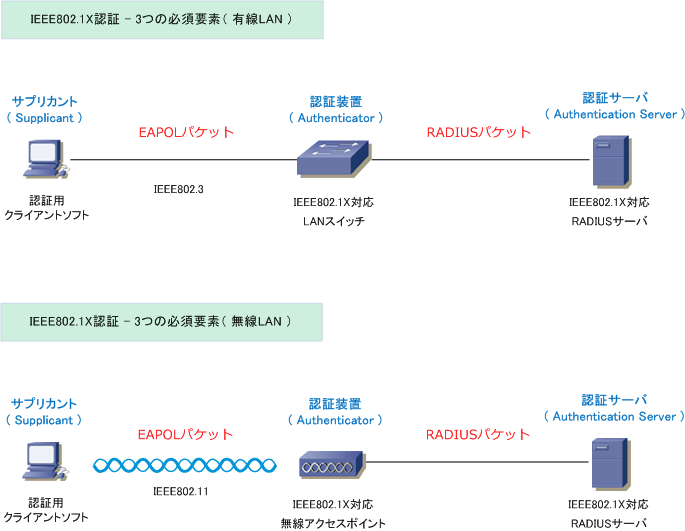 IEEE802.1X認証 - 3つの必須要素( 有線LAN )
サプリカント
( Supplicant )
認証装置
( Authenticator )
認証サーバ
( Authentication Server )
EAPOLパケット
RADIUSパケット
IEEE802.3
認証用
クライアントソフト
IEEE802.1X対応
LANスイッチ
IEEE802.1X対応
RADIUSサーバ
IEEE802.1X認証 - 3つの必須要素( 無線LAN )
サプリカント
( Supplicant )
認証装置
( Authenticator )
認証サーバ
( Authentication Server )
EAPOLパケット
RADIUSパケット
IEEE802.11
認証用
クライアントソフト
IEEE802.1X対応
無線アクセスポイント
IEEE802.1X対応
RADIUSサーバ